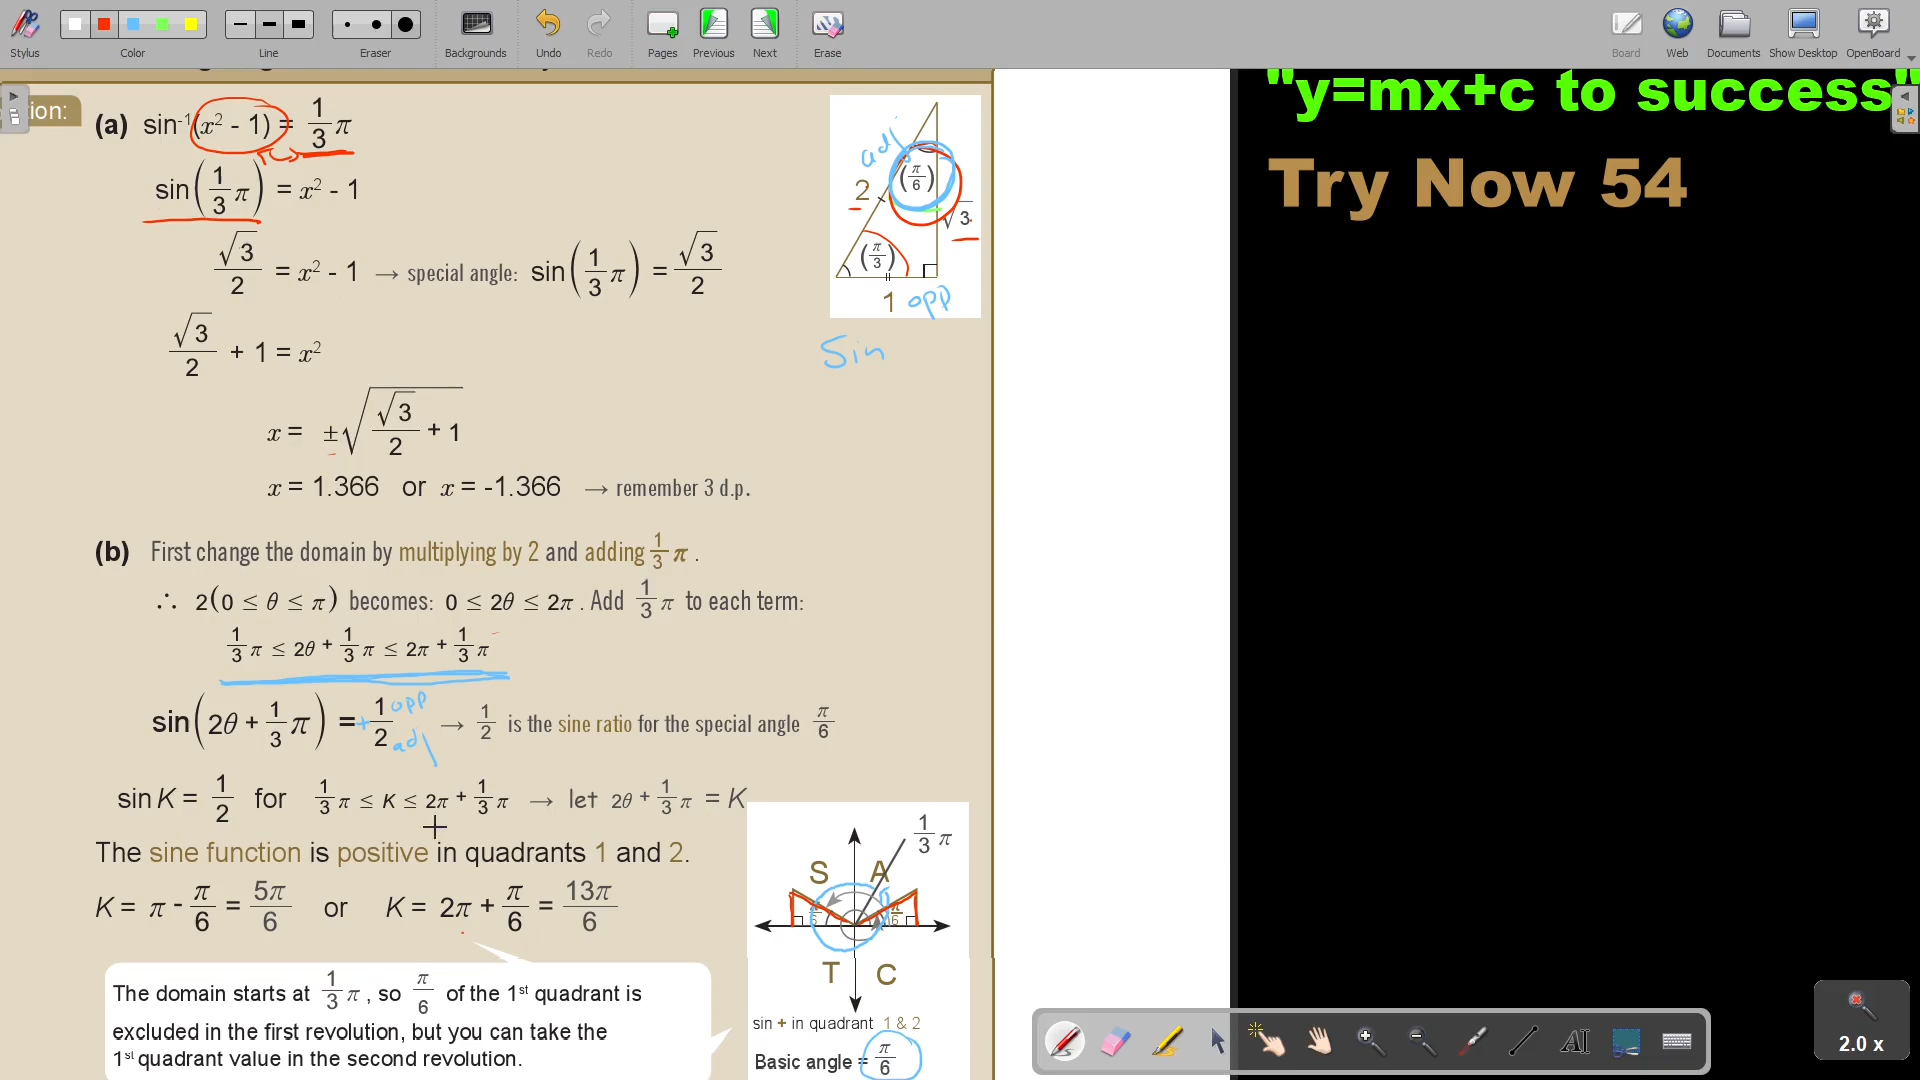 Stylus Color Line Eraser Backgrounds Undo Redo Pages Previous Next Erase Board Web Documents Show Desktop OpenBoard
"y=mx+c to success"
Try Now 54
tion:
(a) sin⁻¹(x² - 1) = 1/3 π
sin(1/3 π) = x² - 1
√3/2 = x² - 1 → special angle: sin(1/3 π) = √3/2
√3/2 + 1 = x²
x = ±√(√3/2 + 1)
x = 1.366 or x = -1.366 → remember 3 d.p.
adj
(π/6)
2
√3
(π/3)
1 opp
Sin
(b) First change the domain by multiplying by 2 and adding 1/3 π .
∴ 2(0 ≤ θ ≤ π) becomes: 0 ≤ 2θ ≤ 2π . Add 1/3 π to each term:
1/3 π ≤ 2θ + 1/3 π ≤ 2π + 1/3 π
sin(2θ + 1/3 π) = + 1/2 opp adj → 1/2 is the sine ratio for the special angle π/6
sin K = 1/2 for 1/3 π ≤ K ≤ 2π + 1/3 π → let 2θ + 1/3 π = K
The sine function is positive in quadrants 1 and 2.
K = π - π/6 = 5π/6 or K = 2π + π/6 = 13π/6
The domain starts at 1/3 π , so π/6 of the 1st quadrant is
excluded in the first revolution, but you can take the
1st quadrant value in the second revolution.
1/3 π
S A
π/6 π/6
T C
sin + in quadrant 1 & 2
Basic angle = π/6
2.0 x